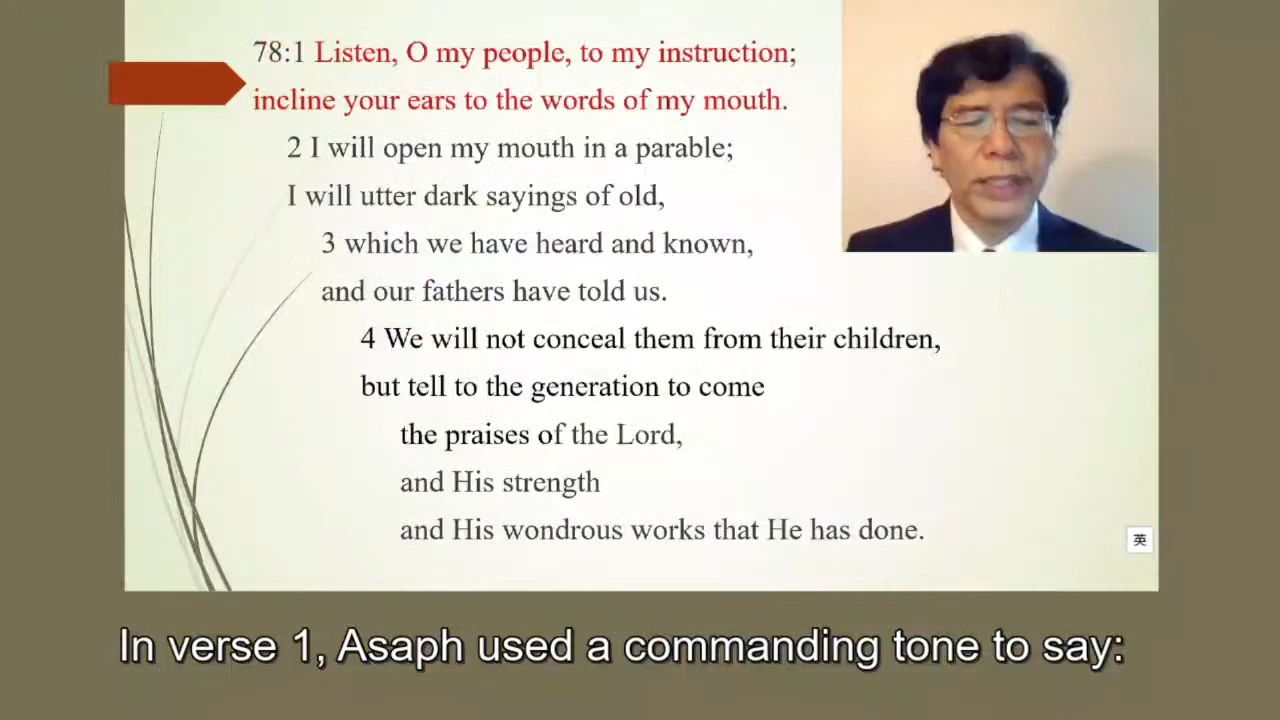 78:1 Listen, O my people, to my instruction;
incline your ears to the words of my mouth.
2 I will open my mouth in a parable;
I will utter dark sayings of old,
3 which we have heard and known,
and our fathers have told us.
4 We will not conceal them from their children,
but tell to the generation to come
the praises of the Lord,
and His strength
and His wondrous works that He has done.
英
In verse 1, Asaph used a commanding tone to say: